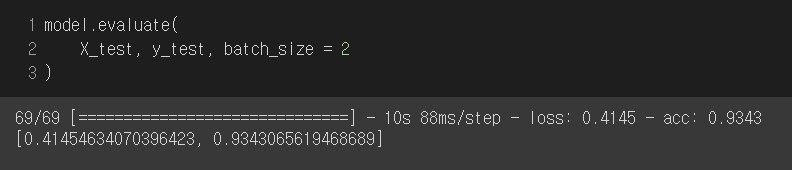 1 model.evaluate(
2     X_test, y_test, batch_size = 2
3 )
69/69 [==============================] - 10s 88ms/step - loss: 0.4145 - acc: 0.9343
[0.41454634070396423, 0.9343065619468689]